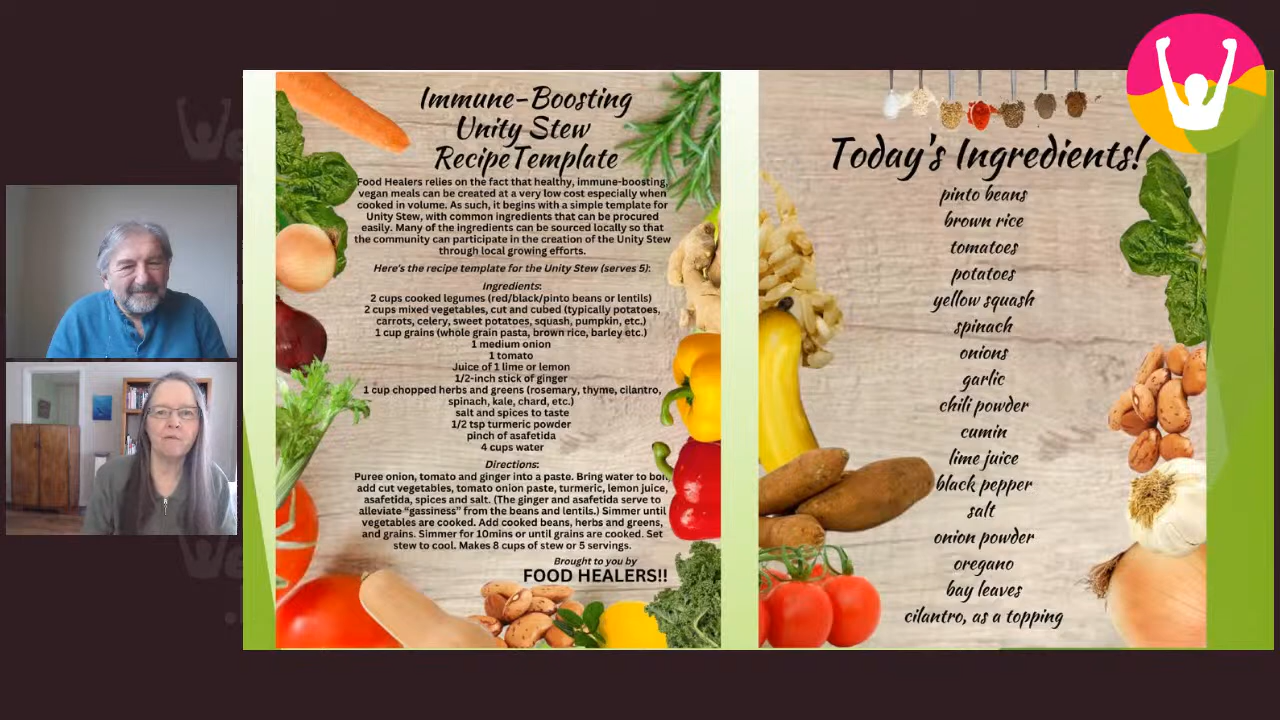 Immune-Boosting
Unity Stew
Recipe Template
Food Healers relies on the fact that healthy, immune-boosting,
vegan meals can be created at a very low cost especially when
cooked in volume. As such, it begins with a simple template for
Unity Stew, with common ingredients that can be procured
easily. Many of the ingredients can be sourced locally so that
the community can participate in the creation of the Unity Stew
through local growing efforts.
Here's the recipe template for the Unity Stew (serves 5):
Ingredients:
2 cups cooked legumes (red/black/pinto beans or lentils)
2 cups mixed vegetables, cut and cubed (typically potatoes,
carrots, celery, sweet potatoes, squash, pumpkin, etc.)
1 cup grains (whole grain pasta, brown rice, barley etc.)
1 medium onion
1 tomato
Juice of 1 lime or lemon
1/2-inch stick of ginger
1 cup chopped herbs and greens (rosemary, thyme, cilantro,
spinach, kale, chard, etc.)
salt and spices to taste
1/2 tsp turmeric powder
pinch of asafetida
4 cups water
Directions:
Puree onion, tomato and ginger into a paste. Bring water to boil,
add cut vegetables, tomato onion paste, turmeric, lemon juice,
asafetida, spices and salt. (The ginger and asafetida serve to
alleviate "gassiness" from the beans and lentils.) Simmer until
vegetables are cooked. Add cooked beans, herbs and greens,
and grains. Simmer for 10mins or until grains are cooked. Set
stew to cool. Makes 8 cups of stew or 5 servings.
Brought to you by
FOOD HEALERS!!
Today's Ingredients!
pinto beans
brown rice
tomatoes
potatoes
yellow squash
spinach
onions
garlic
chili powder
cumin
lime juice
black pepper
salt
onion powder
oregano
bay leaves
cilantro, as a topping